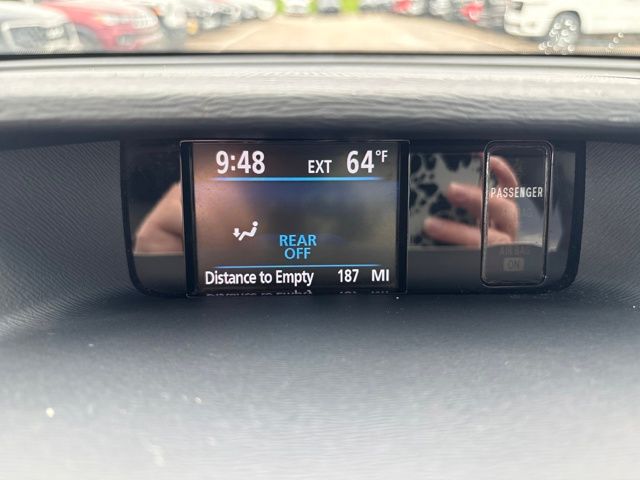 9:48 EXT 64°F
REAR
OFF
Distance to Empty 187 MI
PASSENGER
AIR BAG
ON